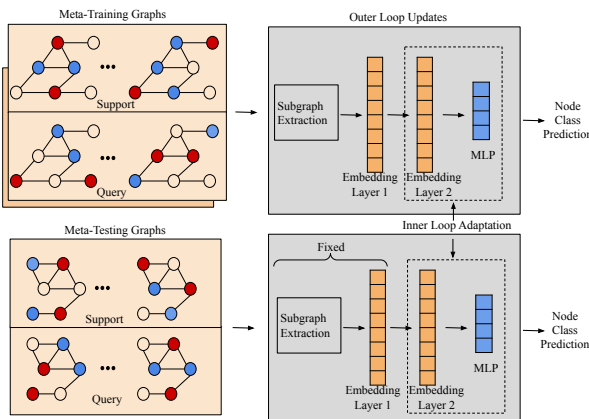 Meta-Training Graphs
Support
Query
Outer Loop Updates
Subgraph
Extraction
Embedding
Layer 1
Embedding
Layer 2
MLP
Node
Class
Prediction
Inner Loop Adaptation
Meta-Testing Graphs
Support
Query
Fixed
Subgraph
Extraction
Embedding
Layer 1
Embedding
Layer 2
MLP
Node
Class
Prediction